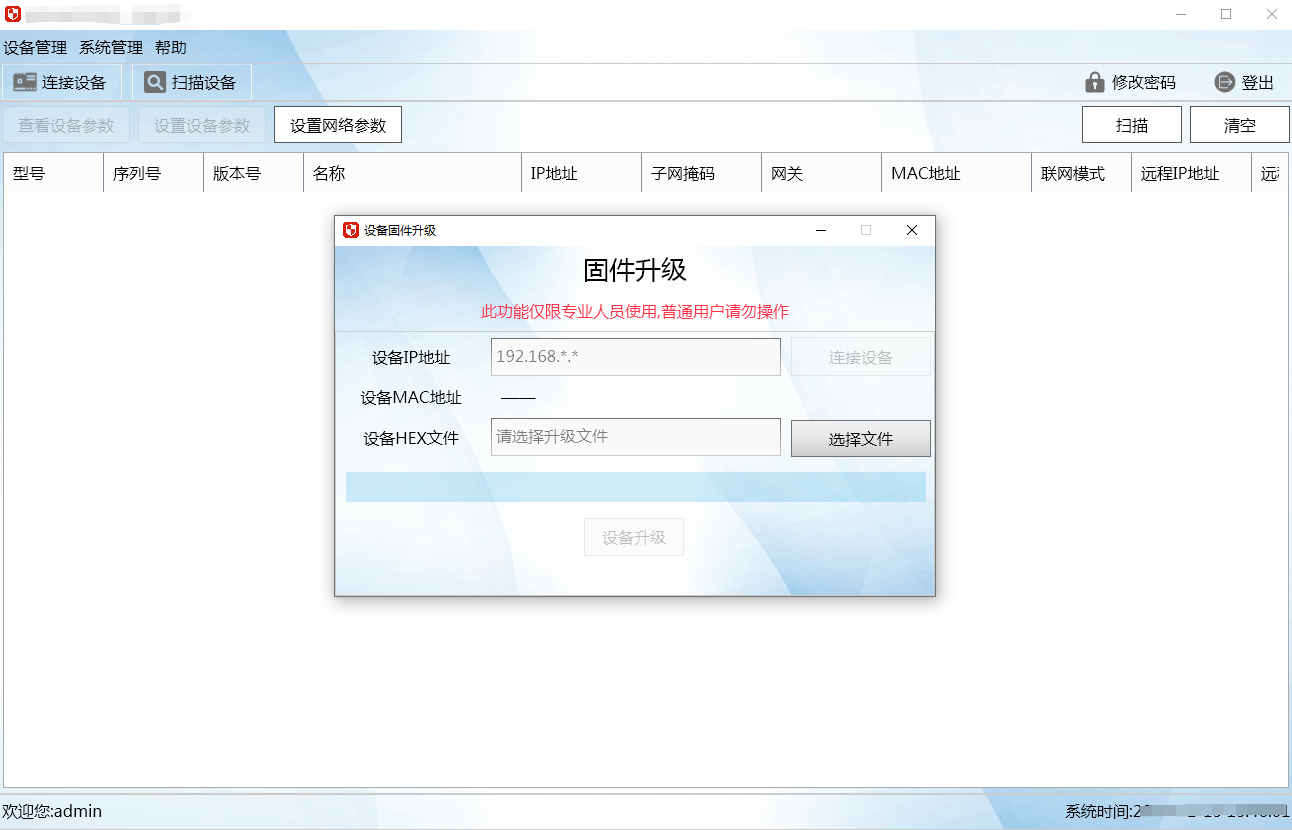 设备管理 系统管理 帮助
连接设备 扫描设备 修改密码 登出
查看设备参数 设置设备参数 设置网络参数 扫描 清空
型号 序列号 版本号 名称 IP地址 子网掩码 网关 MAC地址 联网模式 远程IP地址 远
设备固件升级
固件升级
此功能仅限专业人员使用,普通用户请勿操作
设备IP地址 192.168.*.* 连接设备
设备MAC地址 ——
设备HEX文件 请选择升级文件 选择文件
设备升级
欢迎您:admin 系统时间:2